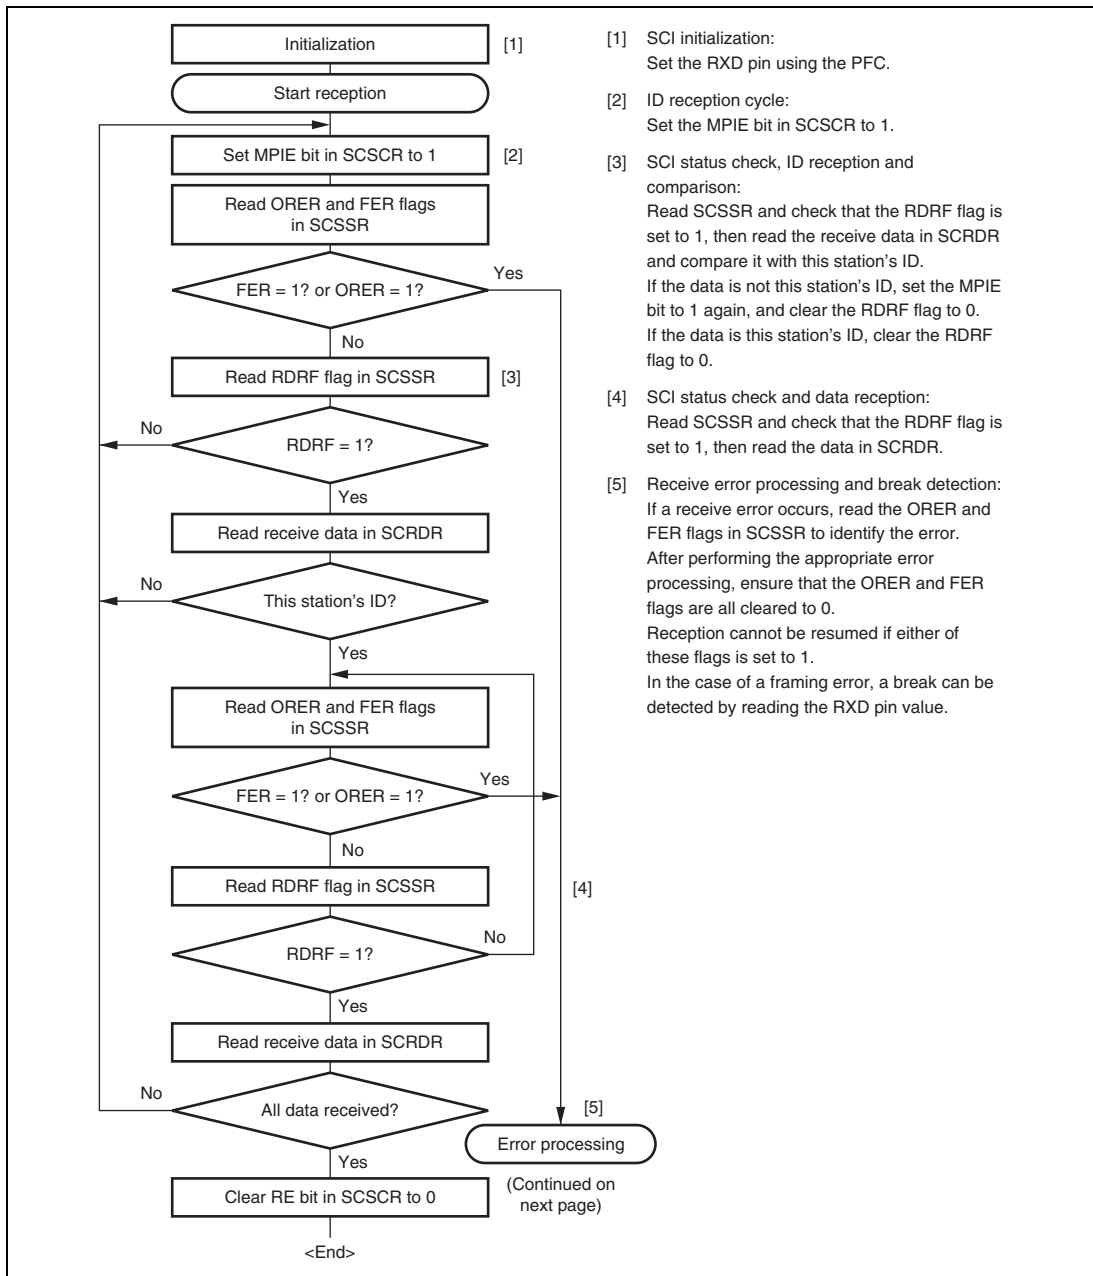 Initialization
[1]
Start reception
Set MPIE bit in SCSCR to 1
[2]
Read ORER and FER flags
in SCSSR
Yes
FER = 1? or ORER = 1?
No
Read RDRF flag in SCSSR
[3]
No
RDRF = 1?
Yes
Read receive data in SCRDR
No
This station's ID?
Yes
Read ORER and FER flags
in SCSSR
Yes
FER = 1? or ORER = 1?
No
Read RDRF flag in SCSSR
[4]
No
RDRF = 1?
Yes
Read receive data in SCRDR
No
All data received?
[5]
Error processing
Yes
(Continued on
next page)
Clear RE bit in SCSCR to 0
<End>
[1] SCI initialization:
Set the RXD pin using the PFC.
[2] ID reception cycle:
Set the MPIE bit in SCSCR to 1.
[3] SCI status check, ID reception and
comparison:
Read SCSSR and check that the RDRF flag is
set to 1, then read the receive data in SCRDR
and compare it with this station's ID.
If the data is not this station's ID, set the MPIE
bit to 1 again, and clear the RDRF flag to 0.
If the data is this station's ID, clear the RDRF
flag to 0.
[4] SCI status check and data reception:
Read SCSSR and check that the RDRF flag is
set to 1, then read the data in SCRDR.
[5] Receive error processing and break detection:
If a receive error occurs, read the ORER and
FER flags in SCSSR to identify the error.
After performing the appropriate error
processing, ensure that the ORER and FER
flags are all cleared to 0.
Reception cannot be resumed if either of
these flags is set to 1.
In the case of a framing error, a break can be
detected by reading the RXD pin value.